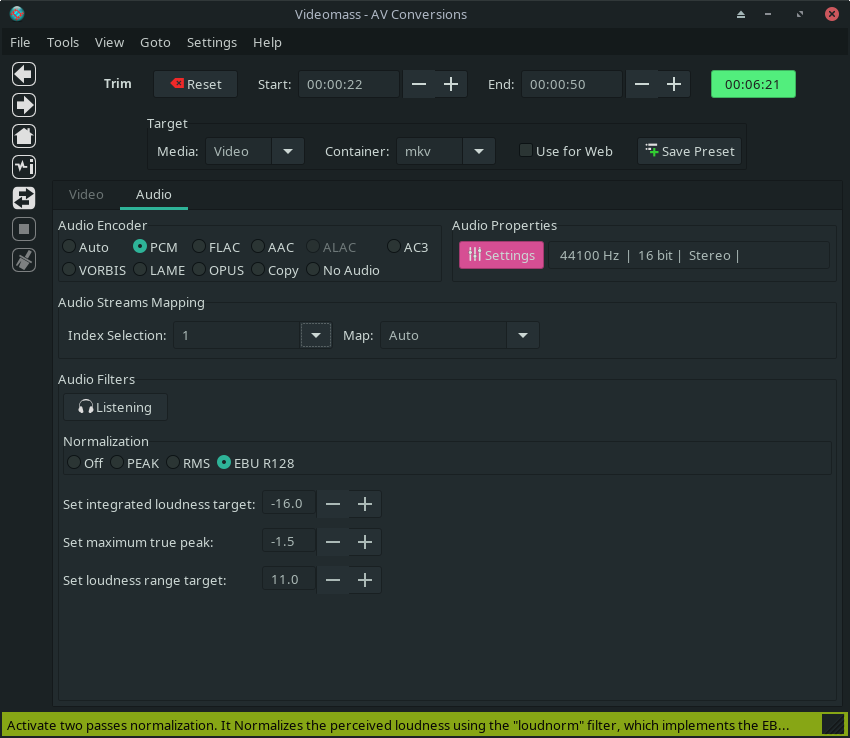 Videomass - AV Conversions
File Tools View Goto Settings Help
Trim Reset Start: 00:00:22 End: 00:00:50 00:06:21
Target
Media: Video Container: mkv Use for Web Save Preset
Video Audio
Audio Encoder Audio Properties
Auto PCM FLAC AAC ALAC AC3
Settings 44100 Hz | 16 bit | Stereo |
VORBIS LAME OPUS Copy No Audio
Audio Streams Mapping
Index Selection: 1 Map: Auto
Audio Filters
Listening
Normalization
Off PEAK RMS EBU R128
Set integrated loudness target: -16.0
Set maximum true peak: -1.5
Set loudness range target: 11.0
Activate two passes normalization. It Normalizes the perceived loudness using the "loudnorm" filter, which implements the EB...